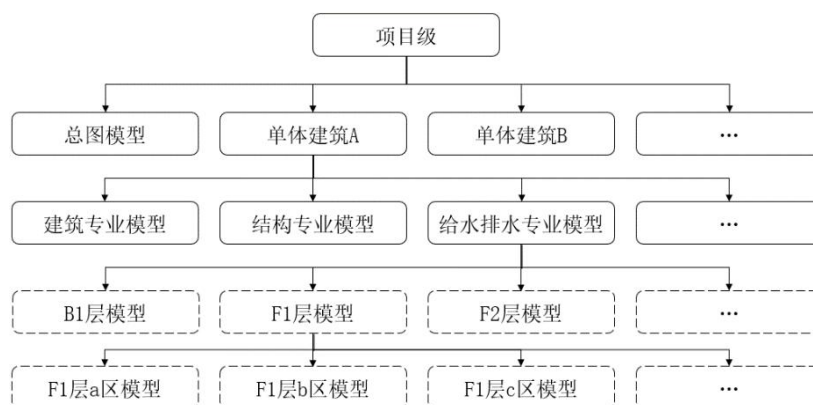 项目级
总图模型
单体建筑A
单体建筑B
…
建筑专业模型
结构专业模型
给水排水专业模型
…
B1层模型
F1层模型
F2层模型
…
F1层a区模型
F1层b区模型
F1层c区模型
…